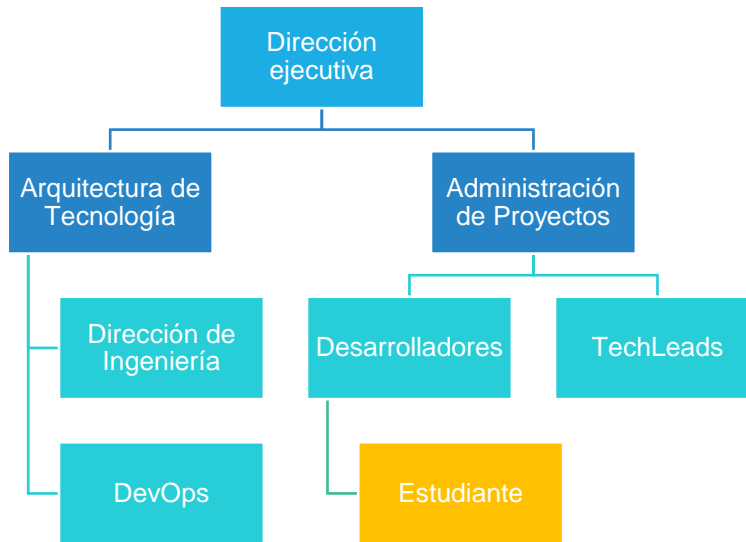 Dirección
ejecutiva
Arquitectura de
Tecnología
Administración
de Proyectos
Dirección de
Ingeniería
Desarrolladores
TechLeads
DevOps
Estudiante